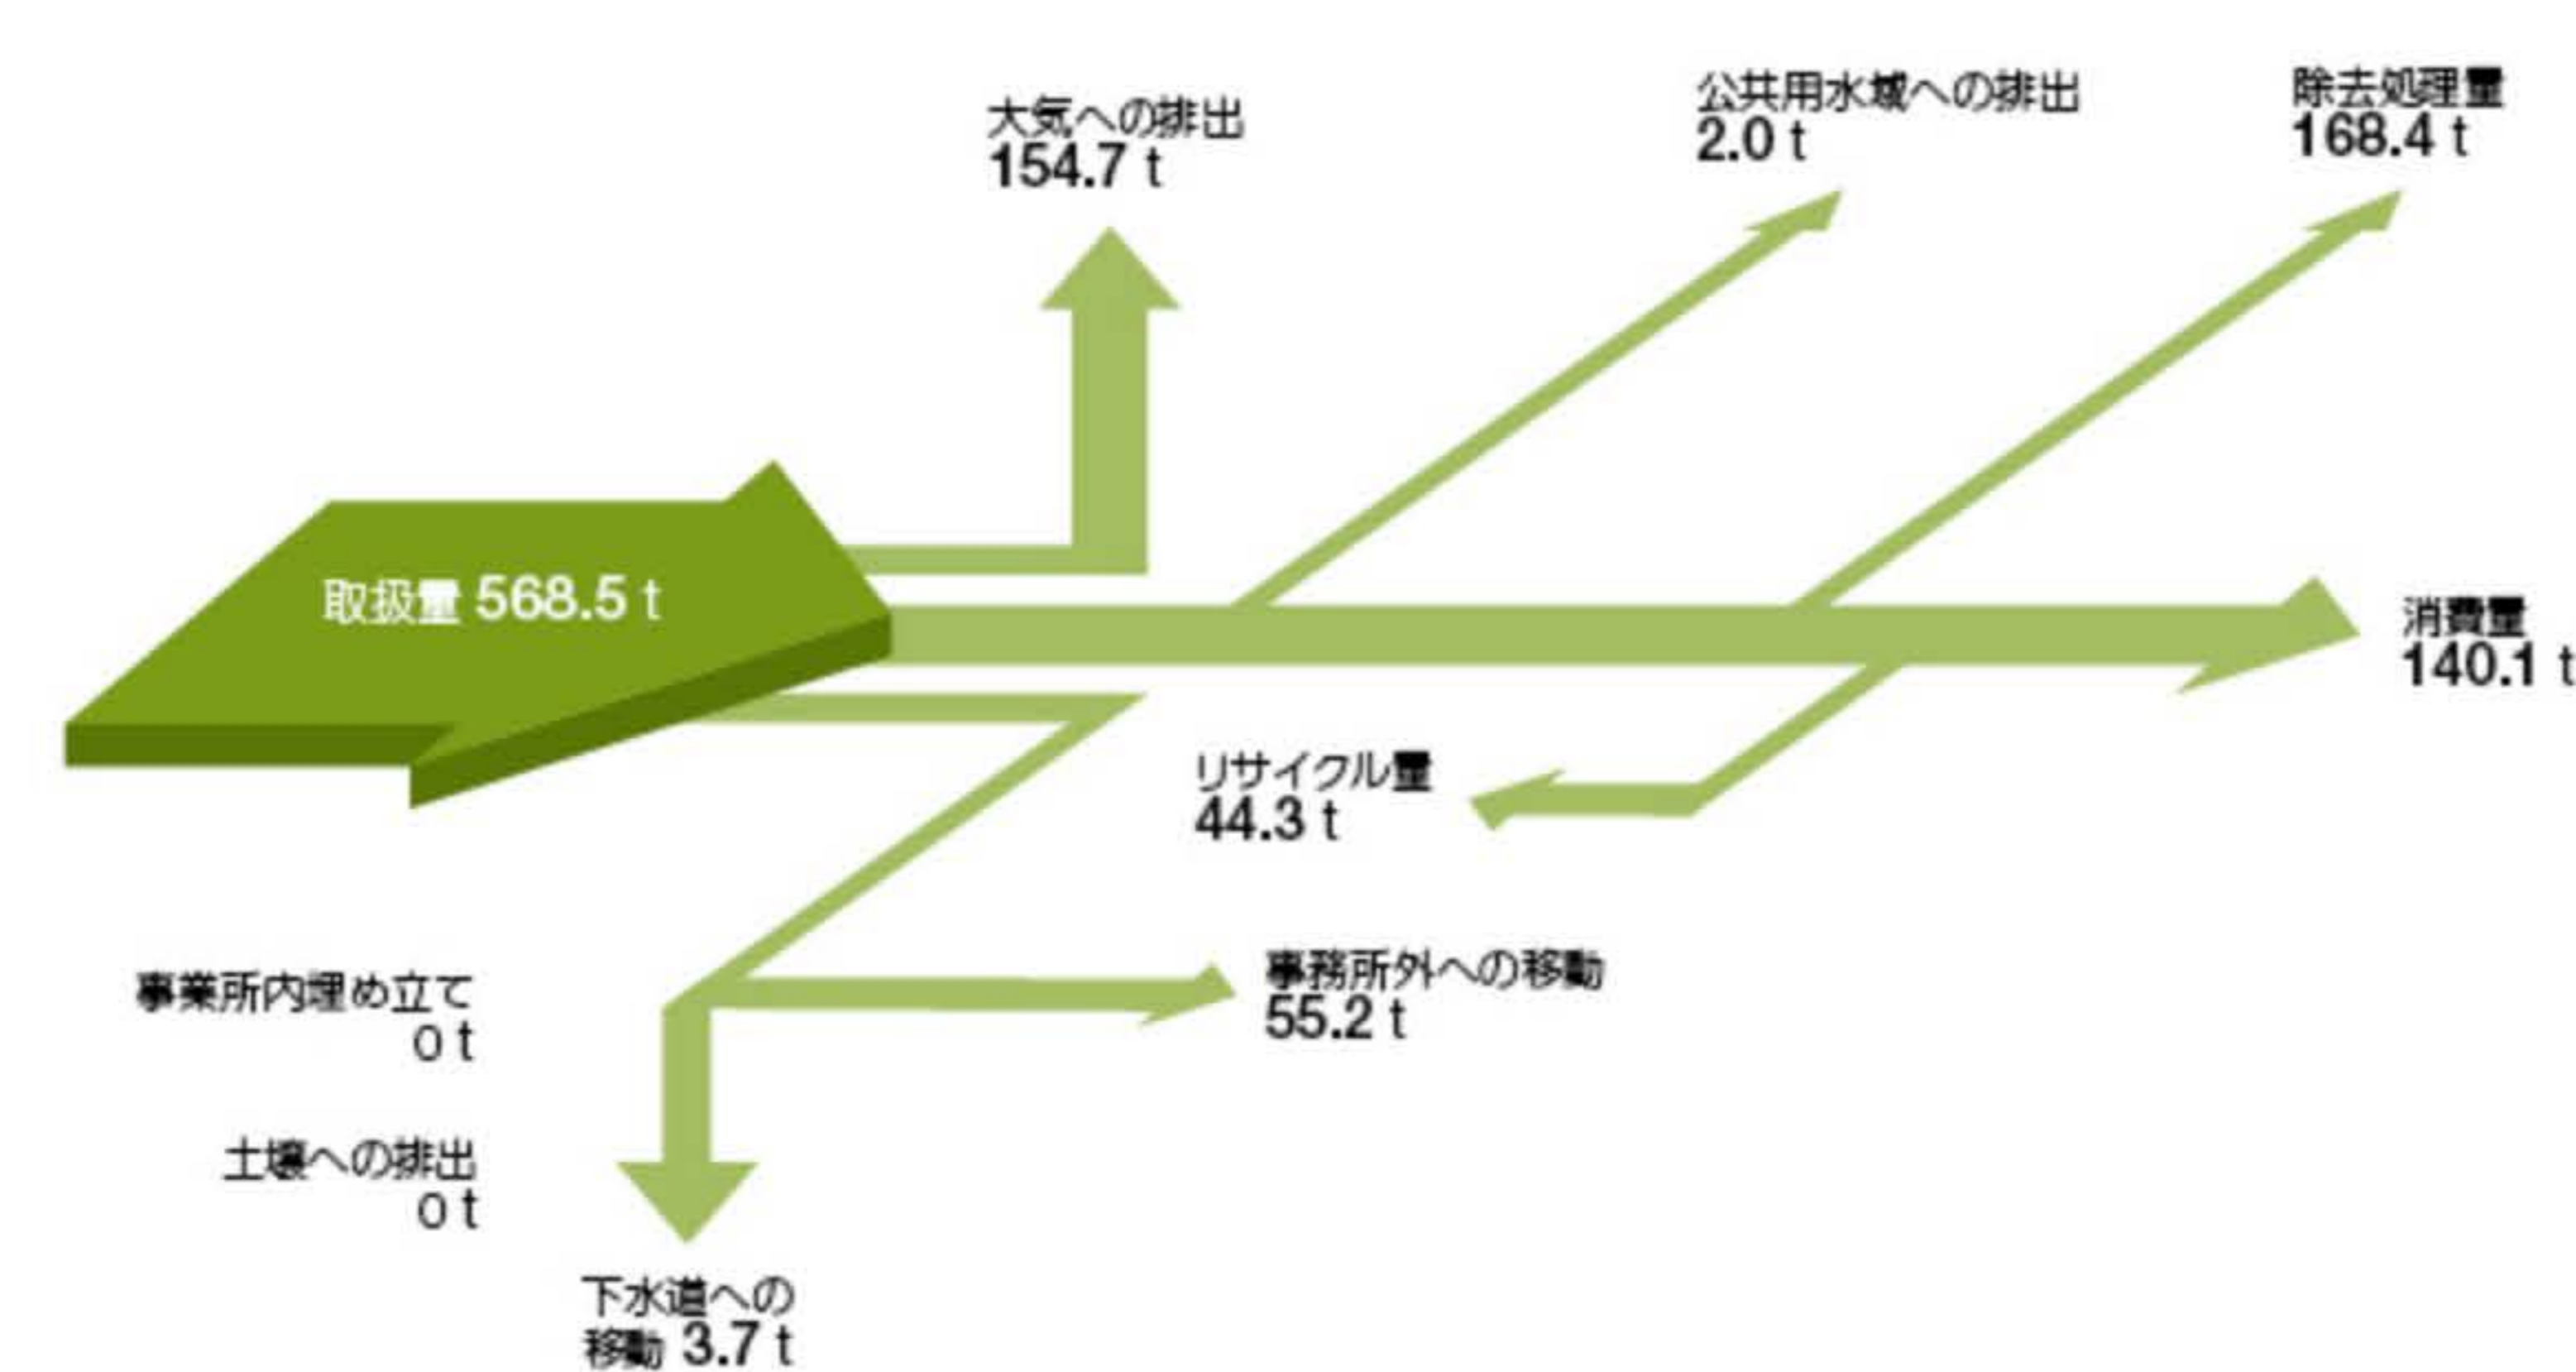 大気への排出
154.7 t
公共用水域への排出
2.0 t
除去処理量
168.4 t
取扱量 568.5 t
消費量
140.1 t
リサイクル量
44.3 t
事業所内埋め立て
0 t
事務所外への移動
55.2 t
土壌への排出
0 t
下水道への
移動 3.7 t